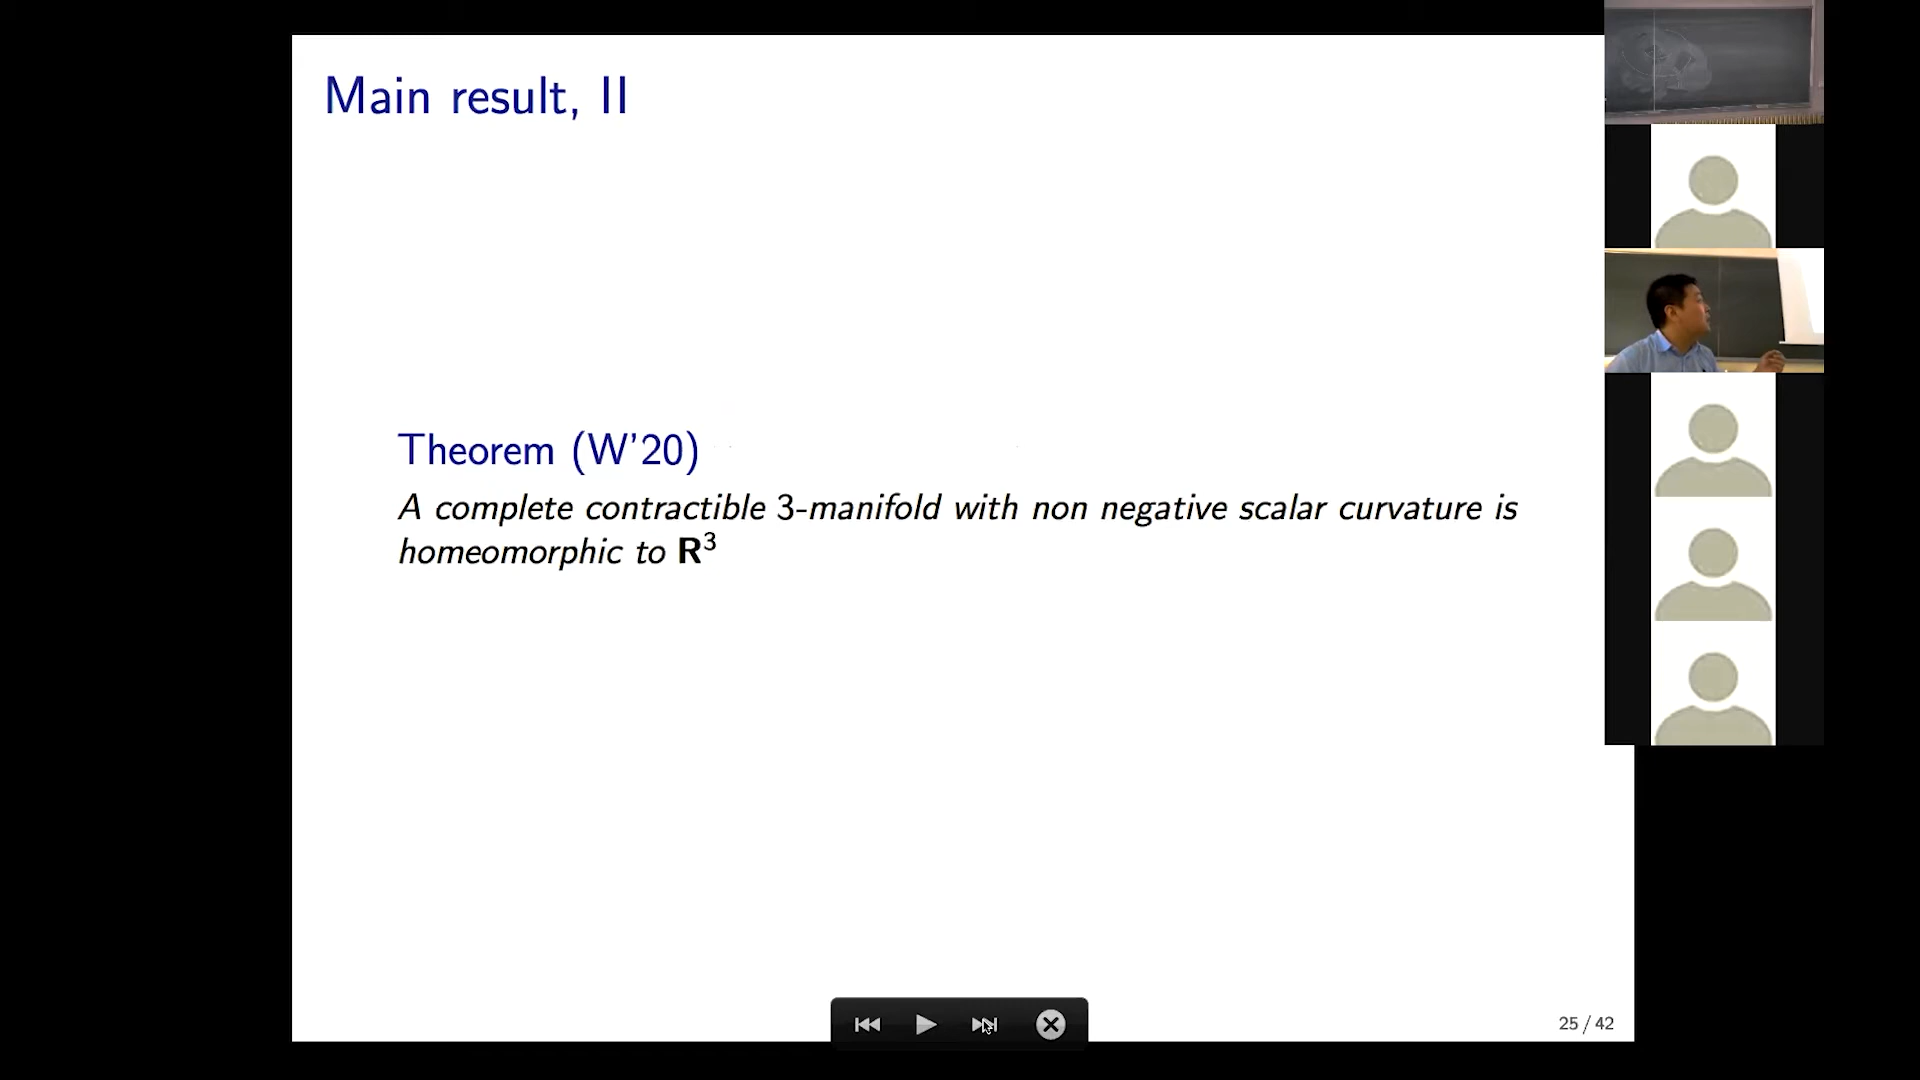 Main result, II
Theorem (W'20)
A complete contractible 3-manifold with non negative scalar curvature is
homeomorphic to R³
25 / 42